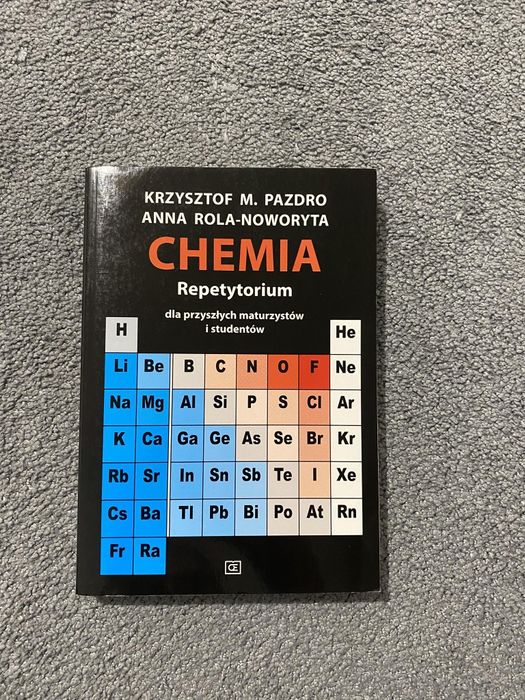 KRZYSZTOF M. PAZDRO
ANNA ROLA-NOWORYTA
CHEMIA
Repetytorium
dla przyszłych maturzystów
i studentów
H He
Li Be B C N O F Ne
Na Mg Al Si P S Cl Ar
K Ca Ga Ge As Se Br Kr
Rb Sr In Sn Sb Te I Xe
Cs Ba Tl Pb Bi Po At Rn
Fr Ra
OE